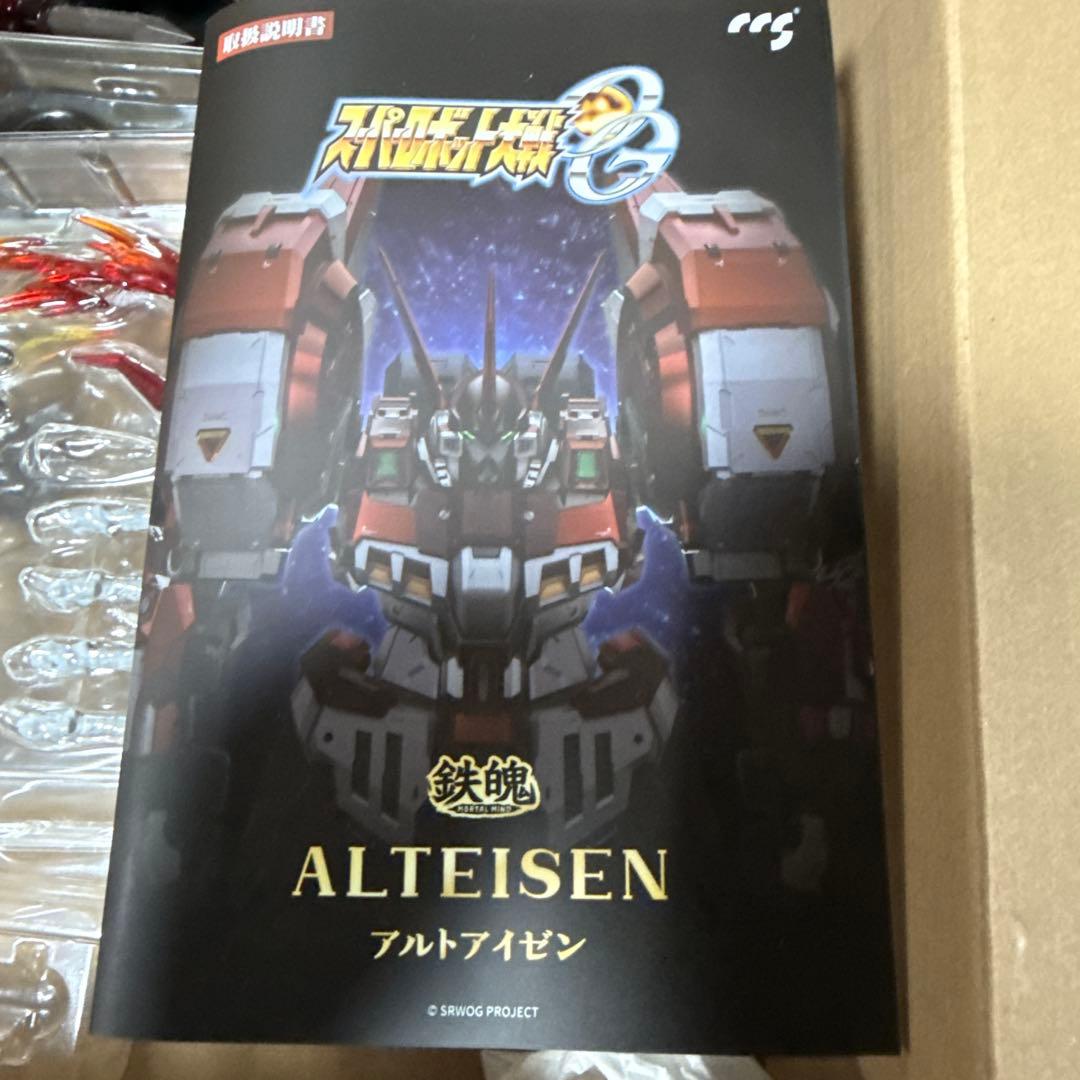 取扱説明書
ccs
スーパーロボット大戦OG
鉄魄
MORTAL MIND
ALTEISEN
アルトアイゼン
© SRWOG PROJECT